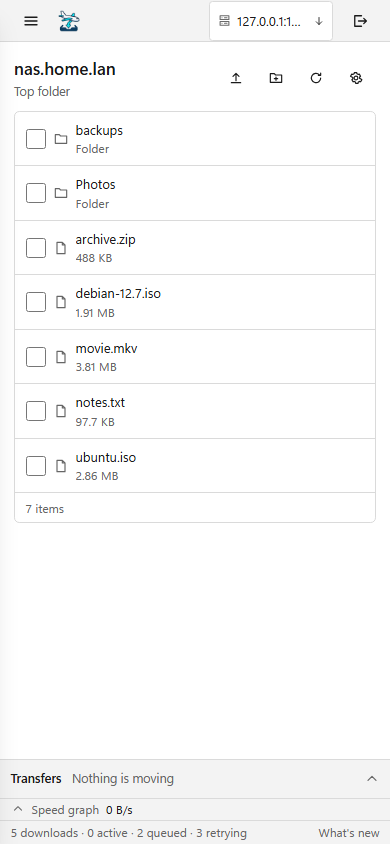 127.0.0.1:1...
nas.home.lan
Top folder
backups
Folder
Photos
Folder
archive.zip
488 KB
debian-12.7.iso
1.91 MB
movie.mkv
3.81 MB
notes.txt
97.7 KB
ubuntu.iso
2.86 MB
7 items
Transfers Nothing is moving
Speed graph 0 B/s
5 downloads · 0 active · 2 queued · 3 retrying What's new